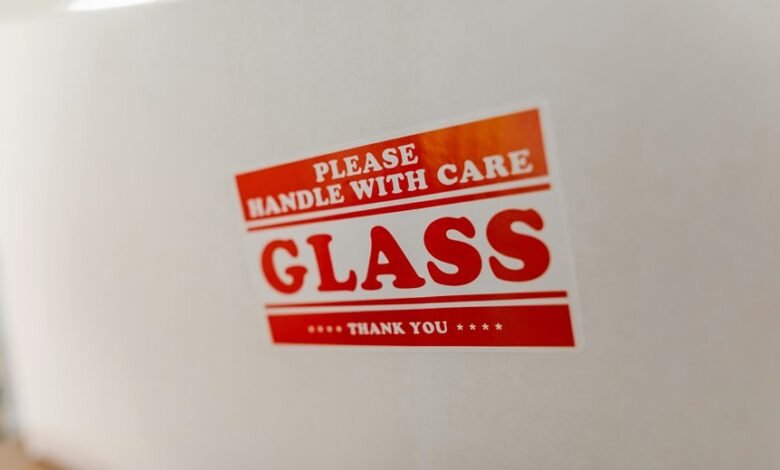 PLEASE
HANDLE WITH CARE
GLASS
**** THANK YOU ****